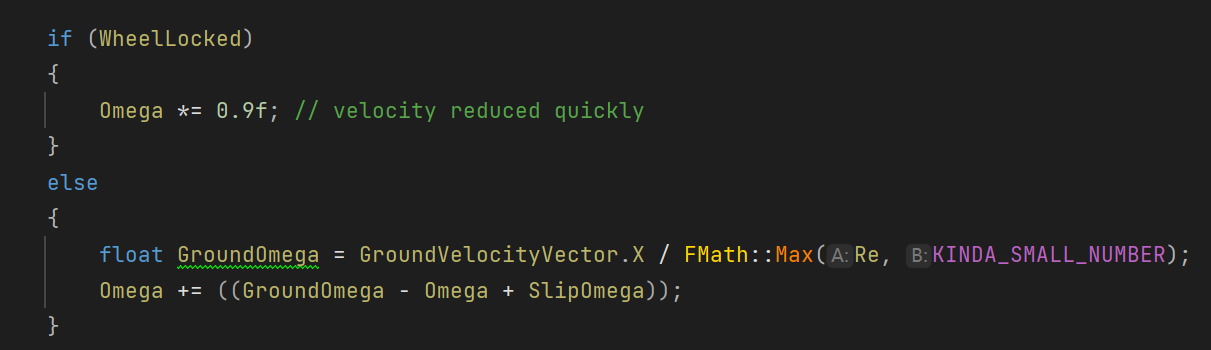 if (WheelLocked)
{
Omega *= 0.9f; // velocity reduced quickly
}
else
{
float GroundOmega = GroundVelocityVector.X / FMath::Max(A:Re, B:KINDA_SMALL_NUMBER);
Omega += ((GroundOmega - Omega + SlipOmega));
}